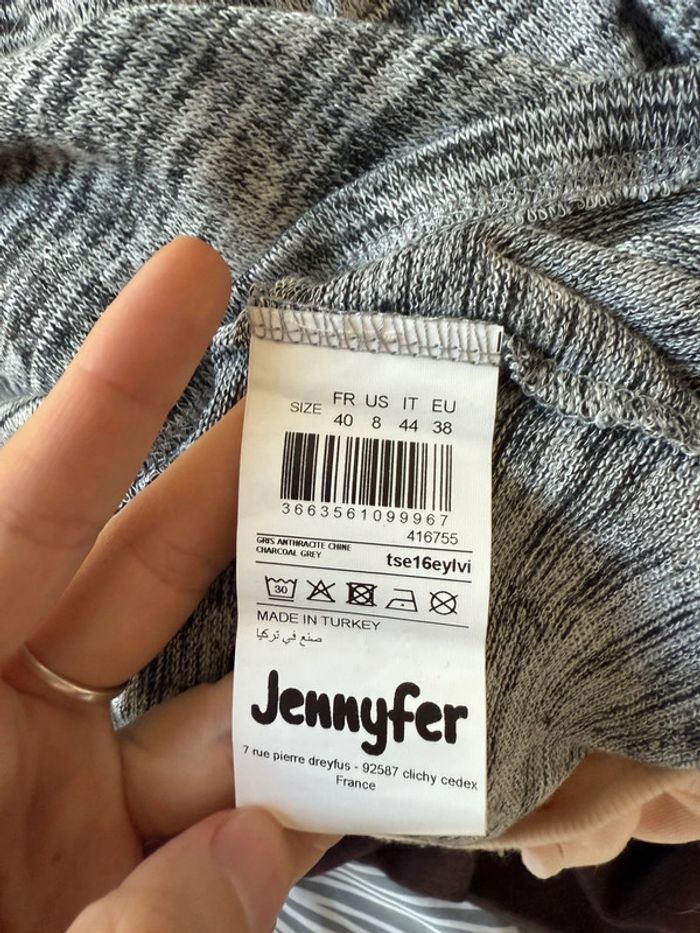 SIZE FR US IT EU
40 8 44 38
3663561099967
416755
GRIS ANTHRACITE CHINE
CHARCOAL GREY
tse16eylvi
30
MADE IN TURKEY
صنع في تركيا
Jennyfer
7 rue pierre dreyfus - 92587 clichy cedex
France